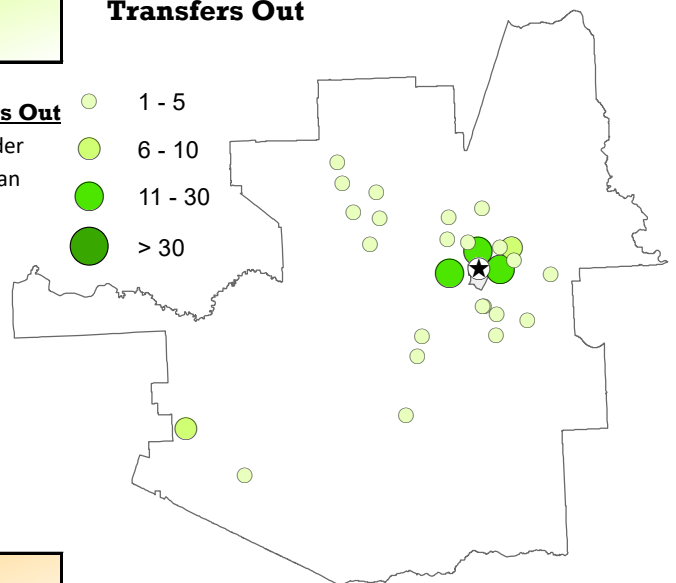 Transfers Out
s Out
der
an
1 - 5
6 - 10
11 - 30
> 30